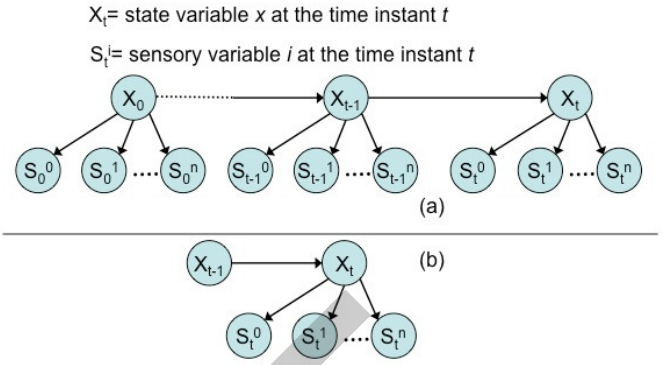 Xₜ= state variable x at the time instant t
Sₜⁱ= sensory variable i at the time instant t
X₀ Xₜ₋₁ Xₜ
S₀⁰ S₀¹ .... S₀ⁿ Sₜ₋₁⁰ Sₜ₋₁¹ .... Sₜ₋₁ⁿ Sₜ⁰ Sₜ¹ .... Sₜⁿ
(a)
Xₜ₋₁ Xₜ (b)
Sₜ⁰ Sₜ¹ .... Sₜⁿ